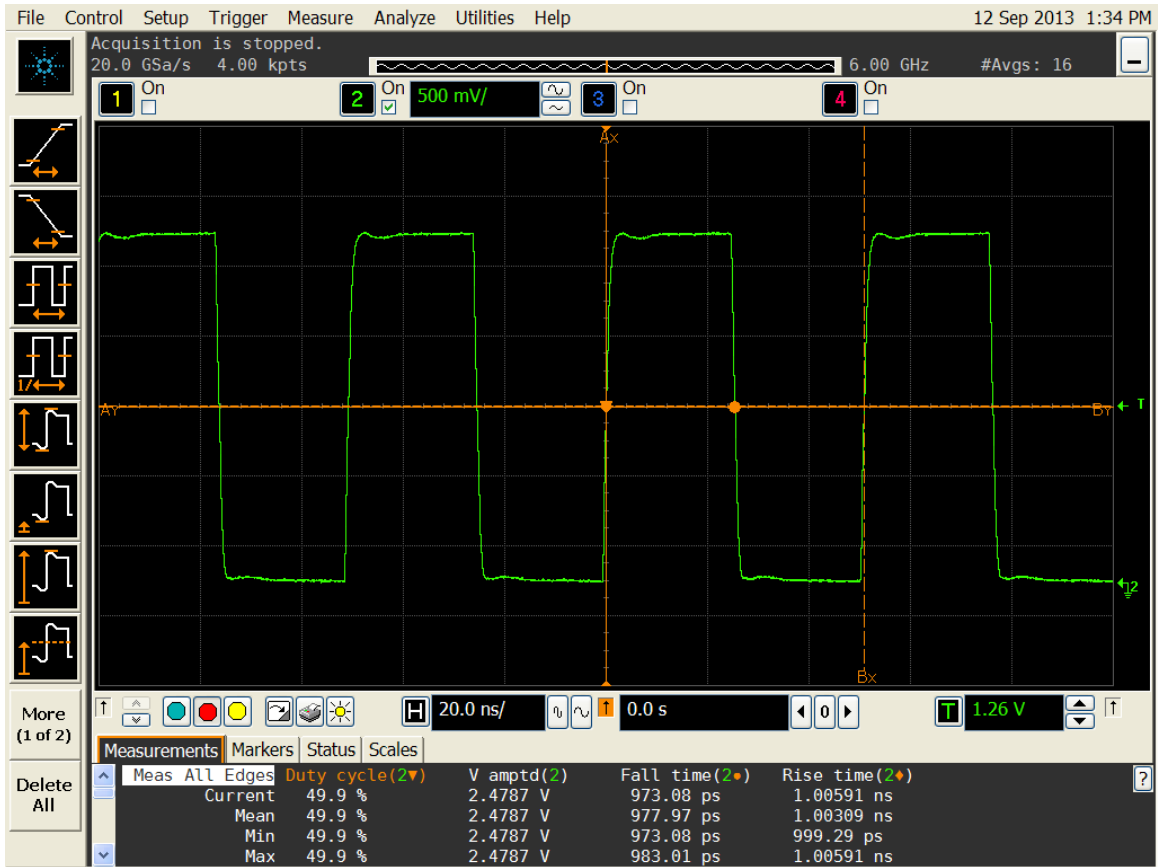 File Control Setup Trigger Measure Analyze Utilities Help 12 Sep 2013 1:34 PM
Acquisition is stopped.
20.0 GSa/s 4.00 kpts 6.00 GHz #Avgs: 16
1 On 2 On 500 mV/ 3 On 4 On
Ax
AY BY T
1/
2
Bx
More
(1 of 2)
Delete
All
H 20.0 ns/ 0.0 s 0 T 1.26 V
Measurements Markers Status Scales
Meas All Edges Duty cycle(2▼) V amptd(2) Fall time(2●) Rise time(2♦) ?
Current 49.9 % 2.4787 V 973.08 ps 1.00591 ns
Mean 49.9 % 2.4787 V 977.97 ps 1.00309 ns
Min 49.9 % 2.4787 V 973.08 ps 999.29 ps
Max 49.9 % 2.4787 V 983.01 ps 1.00591 ns